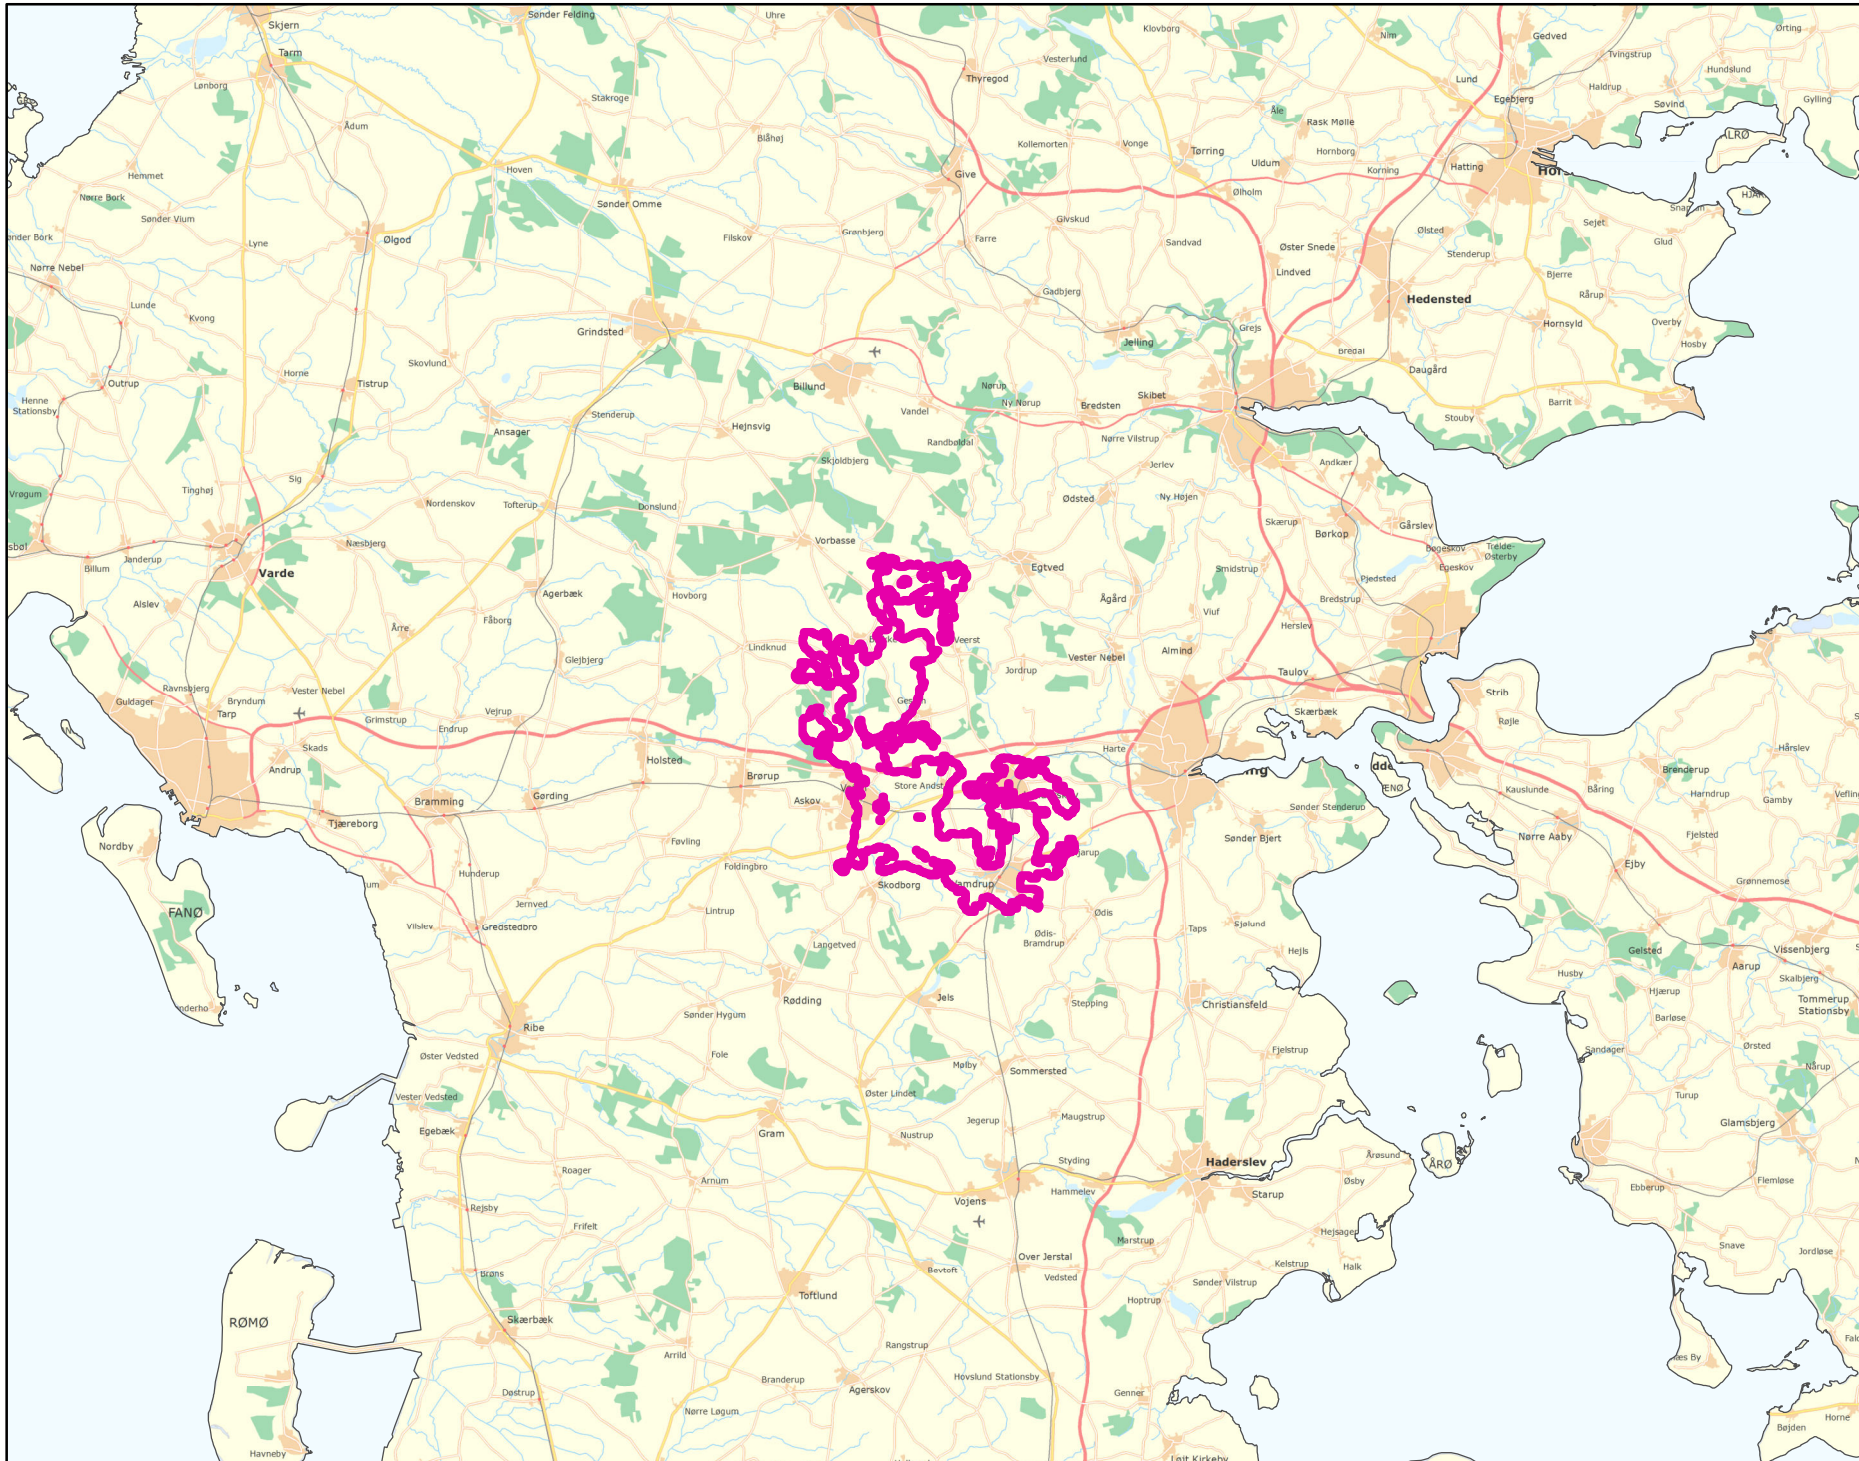 Skjern
Sønder Felding
Uhre
Klovborg
Nim
Gedved
Ørting
Tarm
Lønborg
Thyregod
Vesterlund
Lund
Tvingstrup
Hundslund
Stakroge
Egebjerg
Haldrup
Søvind
Gylling
Ådum
Blåhøj
Kollemorten
Vonge
Tørring
Åle
Rask Mølle
Hornborg
Uldum
Korning
Hatting
Hemmet
Hoven
Give
Ølholm
Nørre Bork
Sønder Vium
Sønder Omme
Givskud
Sejet
Glud
Lyne
Ølgod
Filskov
Grønbjerg
Farre
Sandvad
Øster Snede
Ølsted
Stenderup
Nørre Nebel
Lindved
Bjerre
Rårup
Lunde
Kvong
Gadbjerg
Hedensted
Grindsted
Grejs
Hornsyld
Overby
Hosby
Jelling
Bredal
Daugård
Skovlund
Horne
Tistrup
Outrup
Billund
Nørup
Ny Nørup
Bredsten
Skibet
Henne
Stationsby
Stenderup
Vandel
Barrit
Stouby
Ansager
Hejnsvig
Randbøldal
Nørre Vilstrup
Skjoldbjerg
Jerlev
Andkær
Sig
Tinghøj
Vrøgum
Nordenskov
Tofterup
Donslund
Ødsted
Ny Højen
Skærup
Gårslev
Børkop
Næsbjerg
Vorbasse
Janderup
Billum
Varde
Egtved
Smidstrup
Bøgeskov
Egeskov
Trelde-
Østerby
Pjedsted
Alslev
Agerbæk
Hovborg
Ågård
Viuf
Bredstrup
Herslev
Årre
Fåborg
Lindknud
Veerst
Glejbjerg
Jordrup
Vester Nebel
Almind
Taulov
Ravnsbjerg
Guldager
Tarp
Bryndum
Vester Nebel
Grimstrup
Vejrup
Endrup
Strib
Røjle
Skærbæk
Skads
Andrup
Holsted
Brørup
Harte
Hårslev
Brenderup
Harndrup
Gamby
Kauslunde
Båring
Bramming
Gørding
Askov
Tjæreborg
Sønder Stenderup
Sønder Bjert
Nørre Aaby
Fjelsted
Ejby
Nordby
Føvling
Foldingbro
Hunderup
Skodborg
Grønnemose
FANØ
Jernved
Lintrup
Vilslev
Gredstedbro
Langetved
Ødis
Ødis-
Bramdrup
Taps
Sjølund
Hejls
Gelsted
Vissenbjerg
Aarup
Skalbjerg
Husby
Hjærup
Tommerup
Stationsby
Rødding
Jels
Stepping
Christiansfeld
Barløse
Ribe
Sønder Hygum
Øster Vedsted
Fole
Mølby
Sommersted
Fjelstrup
Sandager
Ørsted
Nårup
Vester Vedsted
Øster Lindet
Turup
Egebæk
Gram
Nustrup
Jegerup
Maugstrup
Glamsbjerg
Roager
Arnum
Styding
Haderslev
Årøsund
ÅRØ
Vojens
Hammelev
Starup
Øsby
Ebberup
Flemløse
Rejsby
Frifelt
Marstrup
Hejsager
Snave
Jordløse
Brøns
Bevtoft
Over Jerstal
Vedsted
Kelstrup
Halk
Sønder Vilstrup
Toftlund
Hoptrup
RØMØ
Skærbæk
Arrild
Rangstrup
Branderup
Agerskov
Hovslund Stationsby
Genner
Døstrup
Nørre Løgum
Horne
Bøjden
Havneby
Løjt Kirkeby